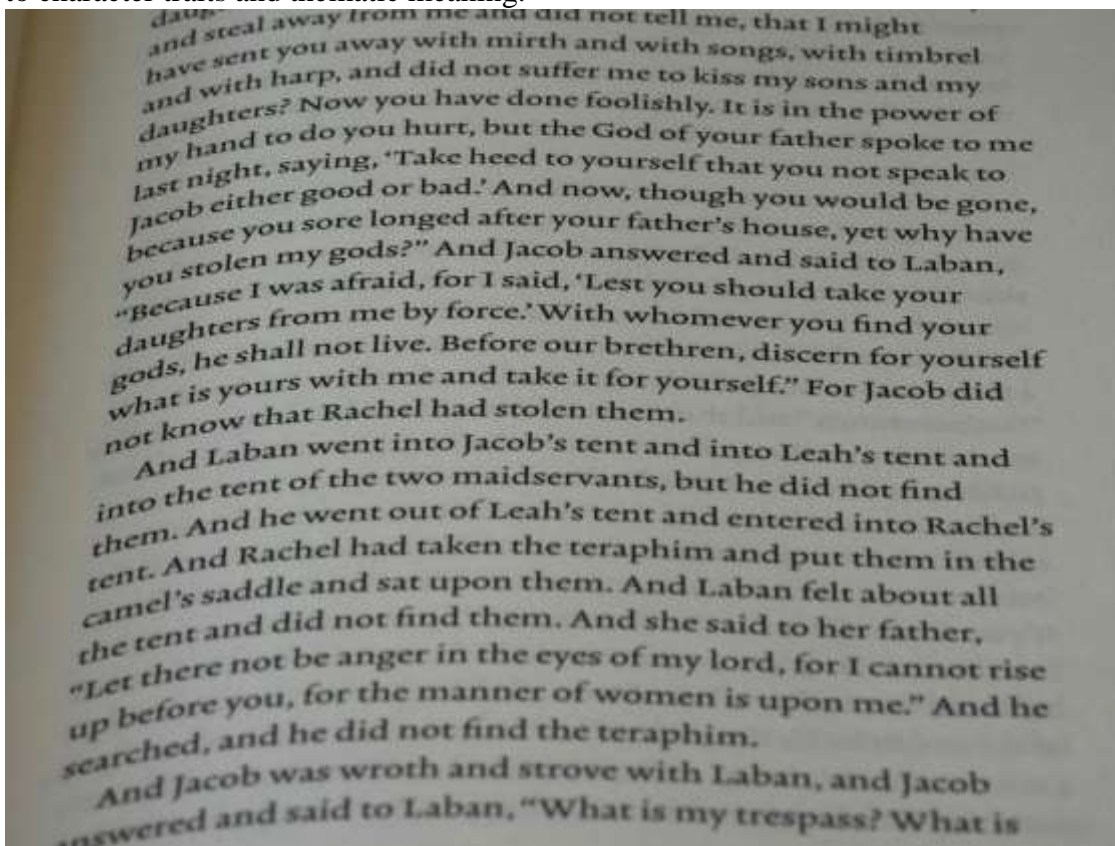 to character traits and thematic meaning.
and steal away from me and did not tell me, that I might
have sent you away with mirth and with songs, with timbrel
and with harp, and did not suffer me to kiss my sons and my
daughters? Now you have done foolishly. It is in the power of
my hand to do you hurt, but the God of your father spoke to me
last night, saying, ‘Take heed to yourself that you not speak to
Jacob either good or bad.’ And now, though you would be gone,
because you sore longed after your father’s house, yet why have
you stolen my gods?” And Jacob answered and said to Laban,
“Because I was afraid, for I said, ‘Lest you should take your
daughters from me by force.’ With whomever you find your
gods, he shall not live. Before our brethren, discern for yourself
what is yours with me and take it for yourself.” For Jacob did
not know that Rachel had stolen them.
And Laban went into Jacob’s tent and into Leah’s tent and
into the tent of the two maidservants, but he did not find
them. And he went out of Leah’s tent and entered into Rachel’s
tent. And Rachel had taken the teraphim and put them in the
camel’s saddle and sat upon them. And Laban felt about all
the tent and did not find them. And she said to her father,
“Let there not be anger in the eyes of my lord, for I cannot rise
up before you, for the manner of women is upon me.” And he
searched, and he did not find the teraphim.
And Jacob was wroth and strove with Laban, and Jacob
answered and said to Laban, “What is my trespass? What is